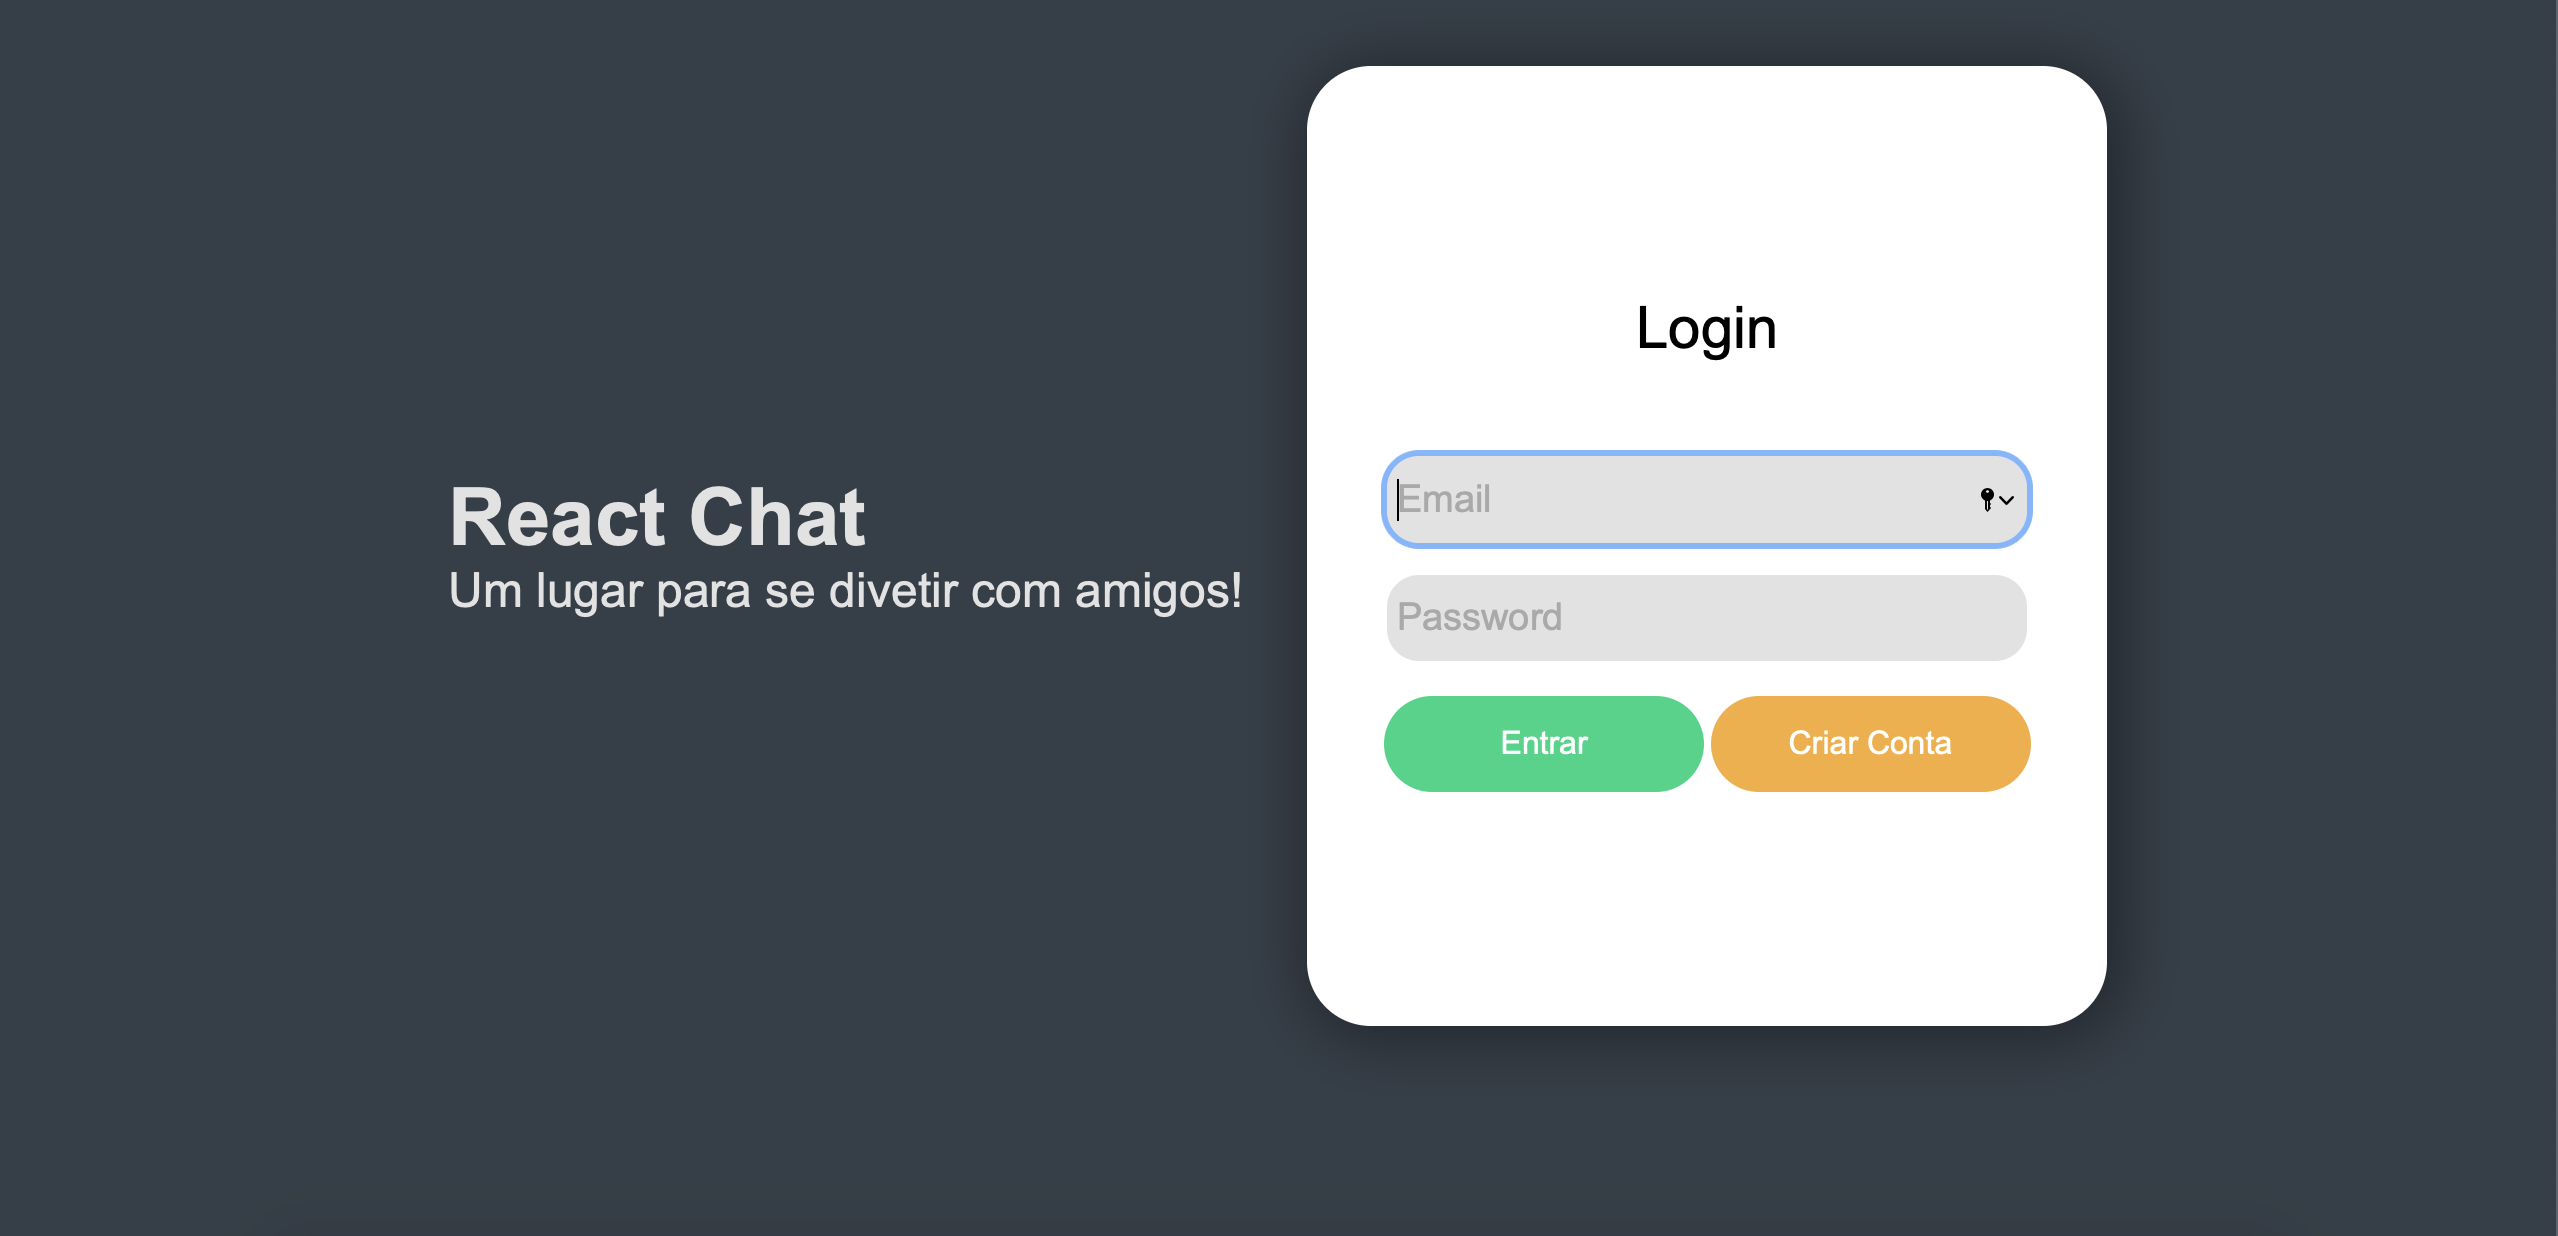 React Chat
Um lugar para se divetir com amigos!
Login
Email
Password
Entrar
Criar Conta